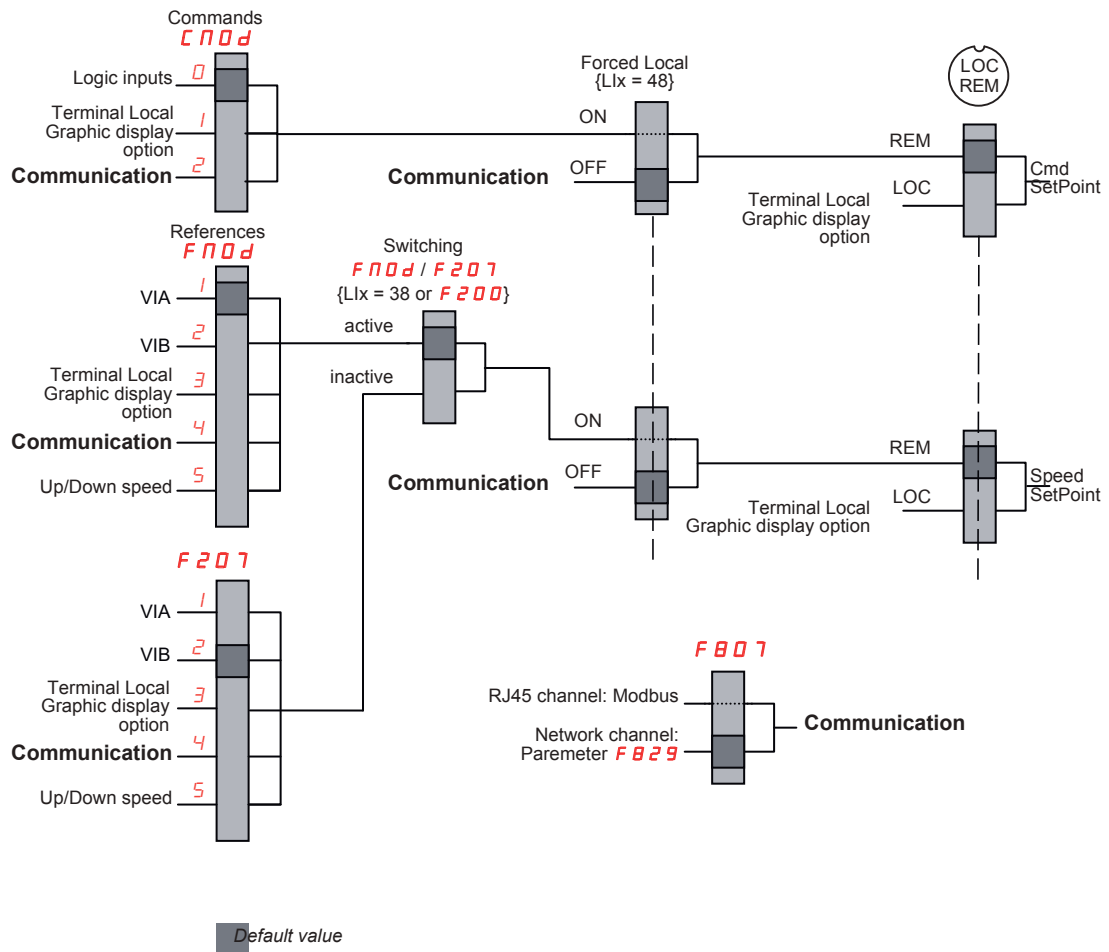 Commands
CMOd
Logic inputs
0
Terminal Local
Graphic display
option
1
Communication
2
Forced Local
{LIx = 48}
ON
Communication
OFF
LOC
REM
REM
Terminal Local
Graphic display
option
LOC
Cmd
SetPoint
References
FMOd
VIA
1
VIB
2
Terminal Local
Graphic display
option
3
Communication
4
Up/Down speed
5
Switching
FMOd / F207
{LIx = 38 or F200}
active
inactive
ON
Communication
OFF
REM
Terminal Local
Graphic display option
LOC
Speed
SetPoint
F207
VIA
1
VIB
2
Terminal Local
Graphic display
option
3
Communication
4
Up/Down speed
5
F807
RJ45 channel: Modbus
Network channel:
Paremeter F829
Communication
Default value